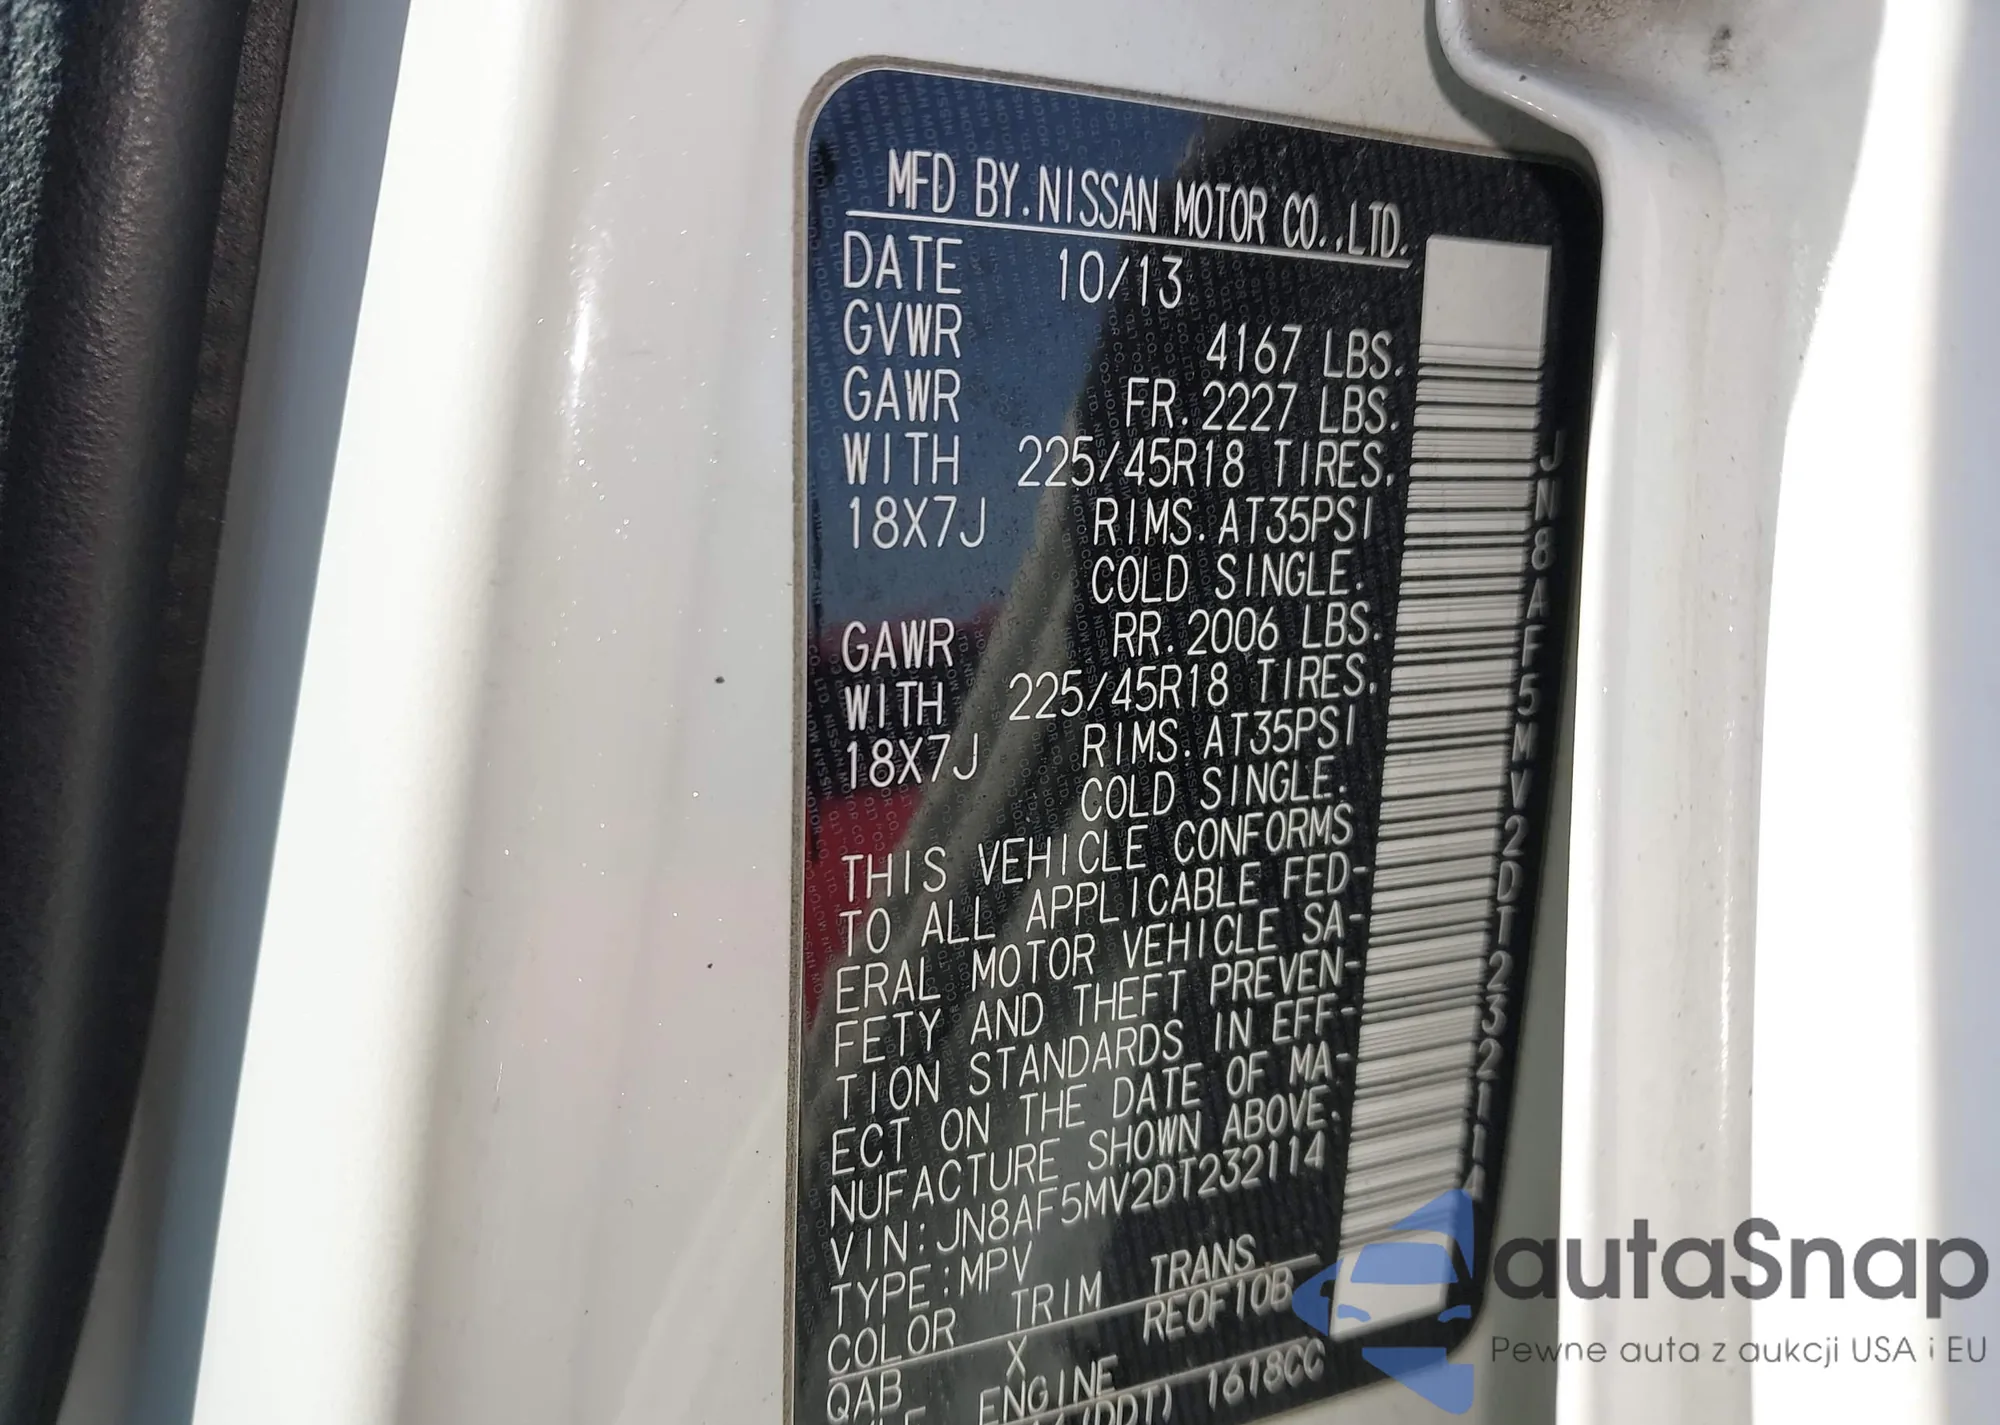 MFD BY. NISSAN MOTOR CO., LTD.
DATE 10/13
GVWR 4167 LBS.
GAWR FR. 2227 LBS.
WITH 225/45R18 TIRES.
18X7J RIMS. AT35PSI
COLD SINGLE.
GAWR RR. 2006 LBS.
WITH 225/45R18 TIRES.
18X7J RIMS. AT35PSI
COLD SINGLE.
THIS VEHICLE CONFORMS
TO ALL APPLICABLE FED-
ERAL MOTOR VEHICLE SA-
FETY AND THEFT PREVEN-
TION STANDARDS IN EFF-
ECT ON THE DATE OF MA-
NUFACTURE SHOWN ABOVE.
VIN: JN8AF5MV2DT232114
TYPE: MPV
COLOR TRIM TRANS
QAB X RE0F10B
ENGINE 1618CC
(DDT)
JN8AF5MV2DT232114
autaSnap
Pewne auta z aukcji USA i EU